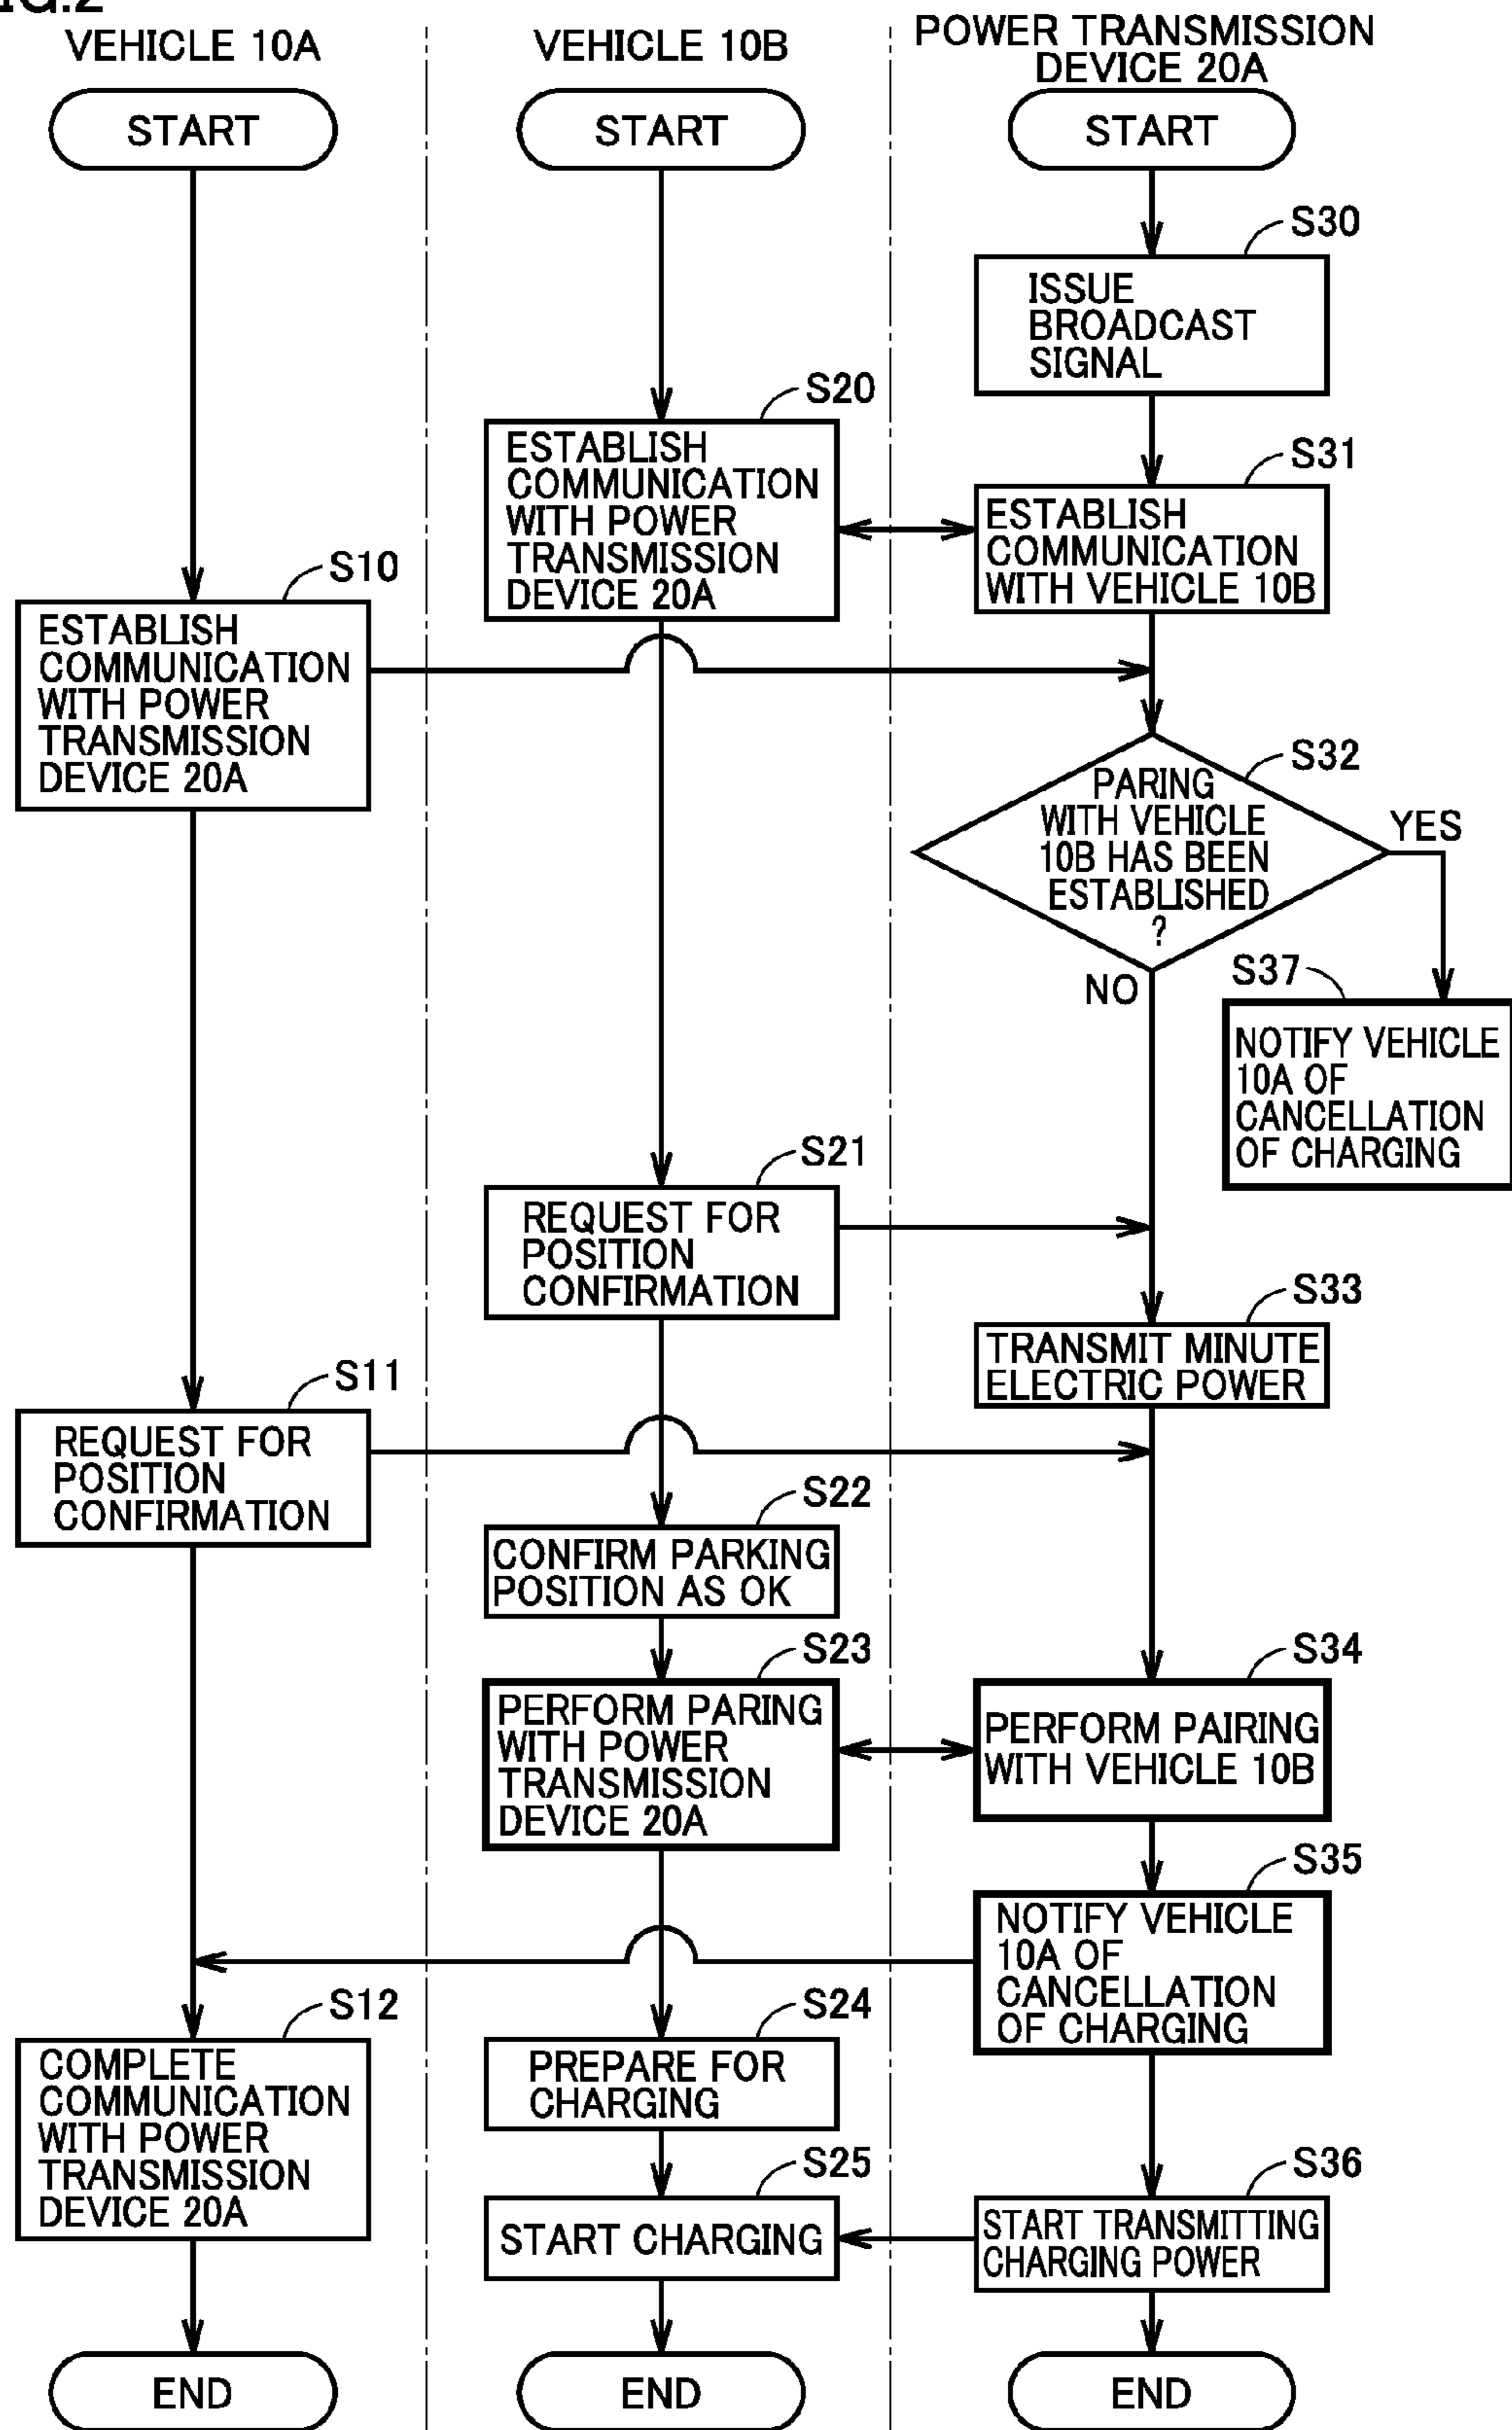 FIG.2
VEHICLE 10A
VEHICLE 10B
POWER TRANSMISSION
DEVICE 20A
START
START
START
S30
ISSUE
BROADCAST
SIGNAL
S20
ESTABLISH
COMMUNICATION
WITH POWER
TRANSMISSION
DEVICE 20A
S31
ESTABLISH
COMMUNICATION
WITH VEHICLE 10B
S10
ESTABLISH
COMMUNICATION
WITH POWER
TRANSMISSION
DEVICE 20A
S32
PARING
WITH VEHICLE
10B HAS BEEN
ESTABLISHED
?
YES
NO
S37
NOTIFY VEHICLE
10A OF
CANCELLATION
OF CHARGING
S21
REQUEST FOR
POSITION
CONFIRMATION
S33
TRANSMIT MINUTE
ELECTRIC POWER
S11
REQUEST FOR
POSITION
CONFIRMATION
S22
CONFIRM PARKING
POSITION AS OK
S23
PERFORM PARING
WITH POWER
TRANSMISSION
DEVICE 20A
S34
PERFORM PAIRING
WITH VEHICLE 10B
S35
NOTIFY VEHICLE
10A OF
CANCELLATION
OF CHARGING
S12
COMPLETE
COMMUNICATION
WITH POWER
TRANSMISSION
DEVICE 20A
S24
PREPARE FOR
CHARGING
S25
START CHARGING
S36
START TRANSMITTING
CHARGING POWER
END
END
END